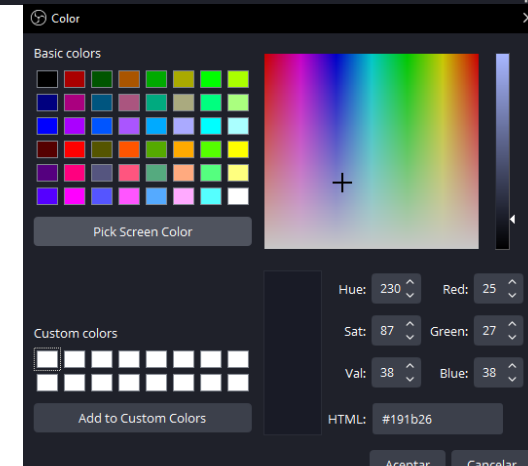 Color
Basic colors
Pick Screen Color
Custom colors
Add to Custom Colors
Hue: 230 Red: 25
Sat: 87 Green: 27
Val: 38 Blue: 38
HTML: #191b26
Aceptar Cancelar